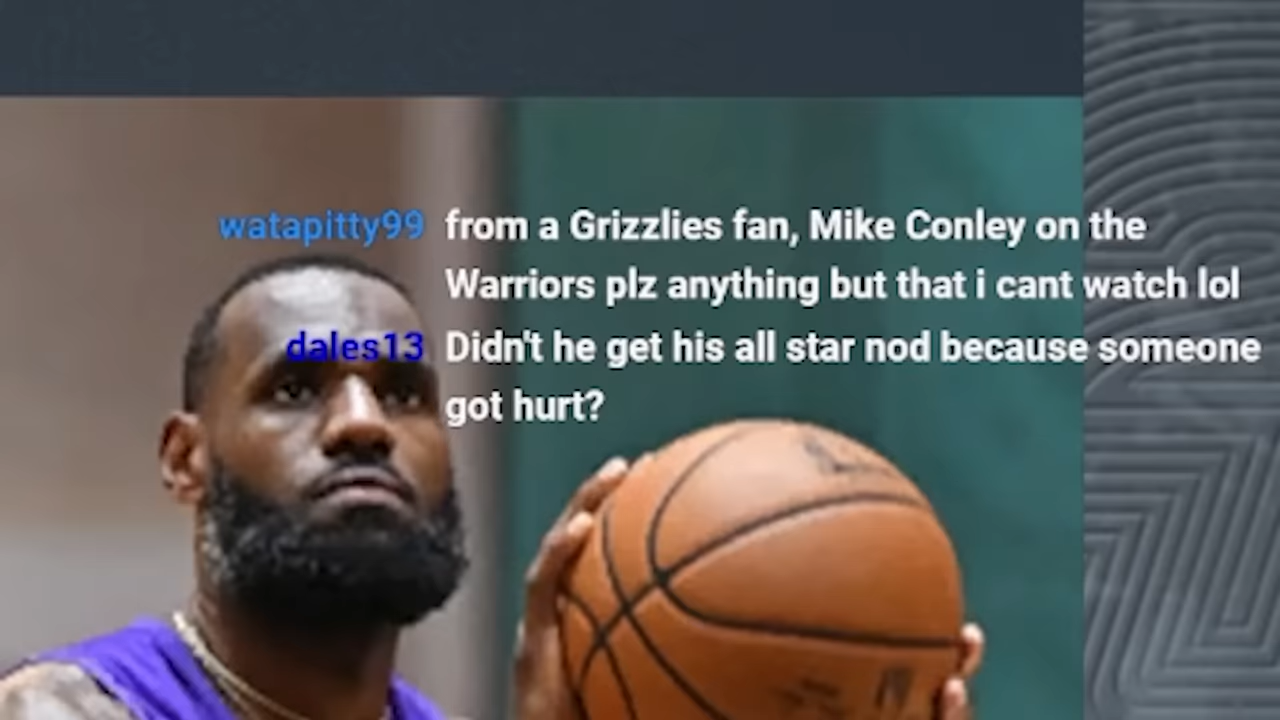 watapitty99 from a Grizzlies fan, Mike Conley on the
Warriors plz anything but that i cant watch lol
dales13 Didn't he get his all star nod because someone
got hurt?